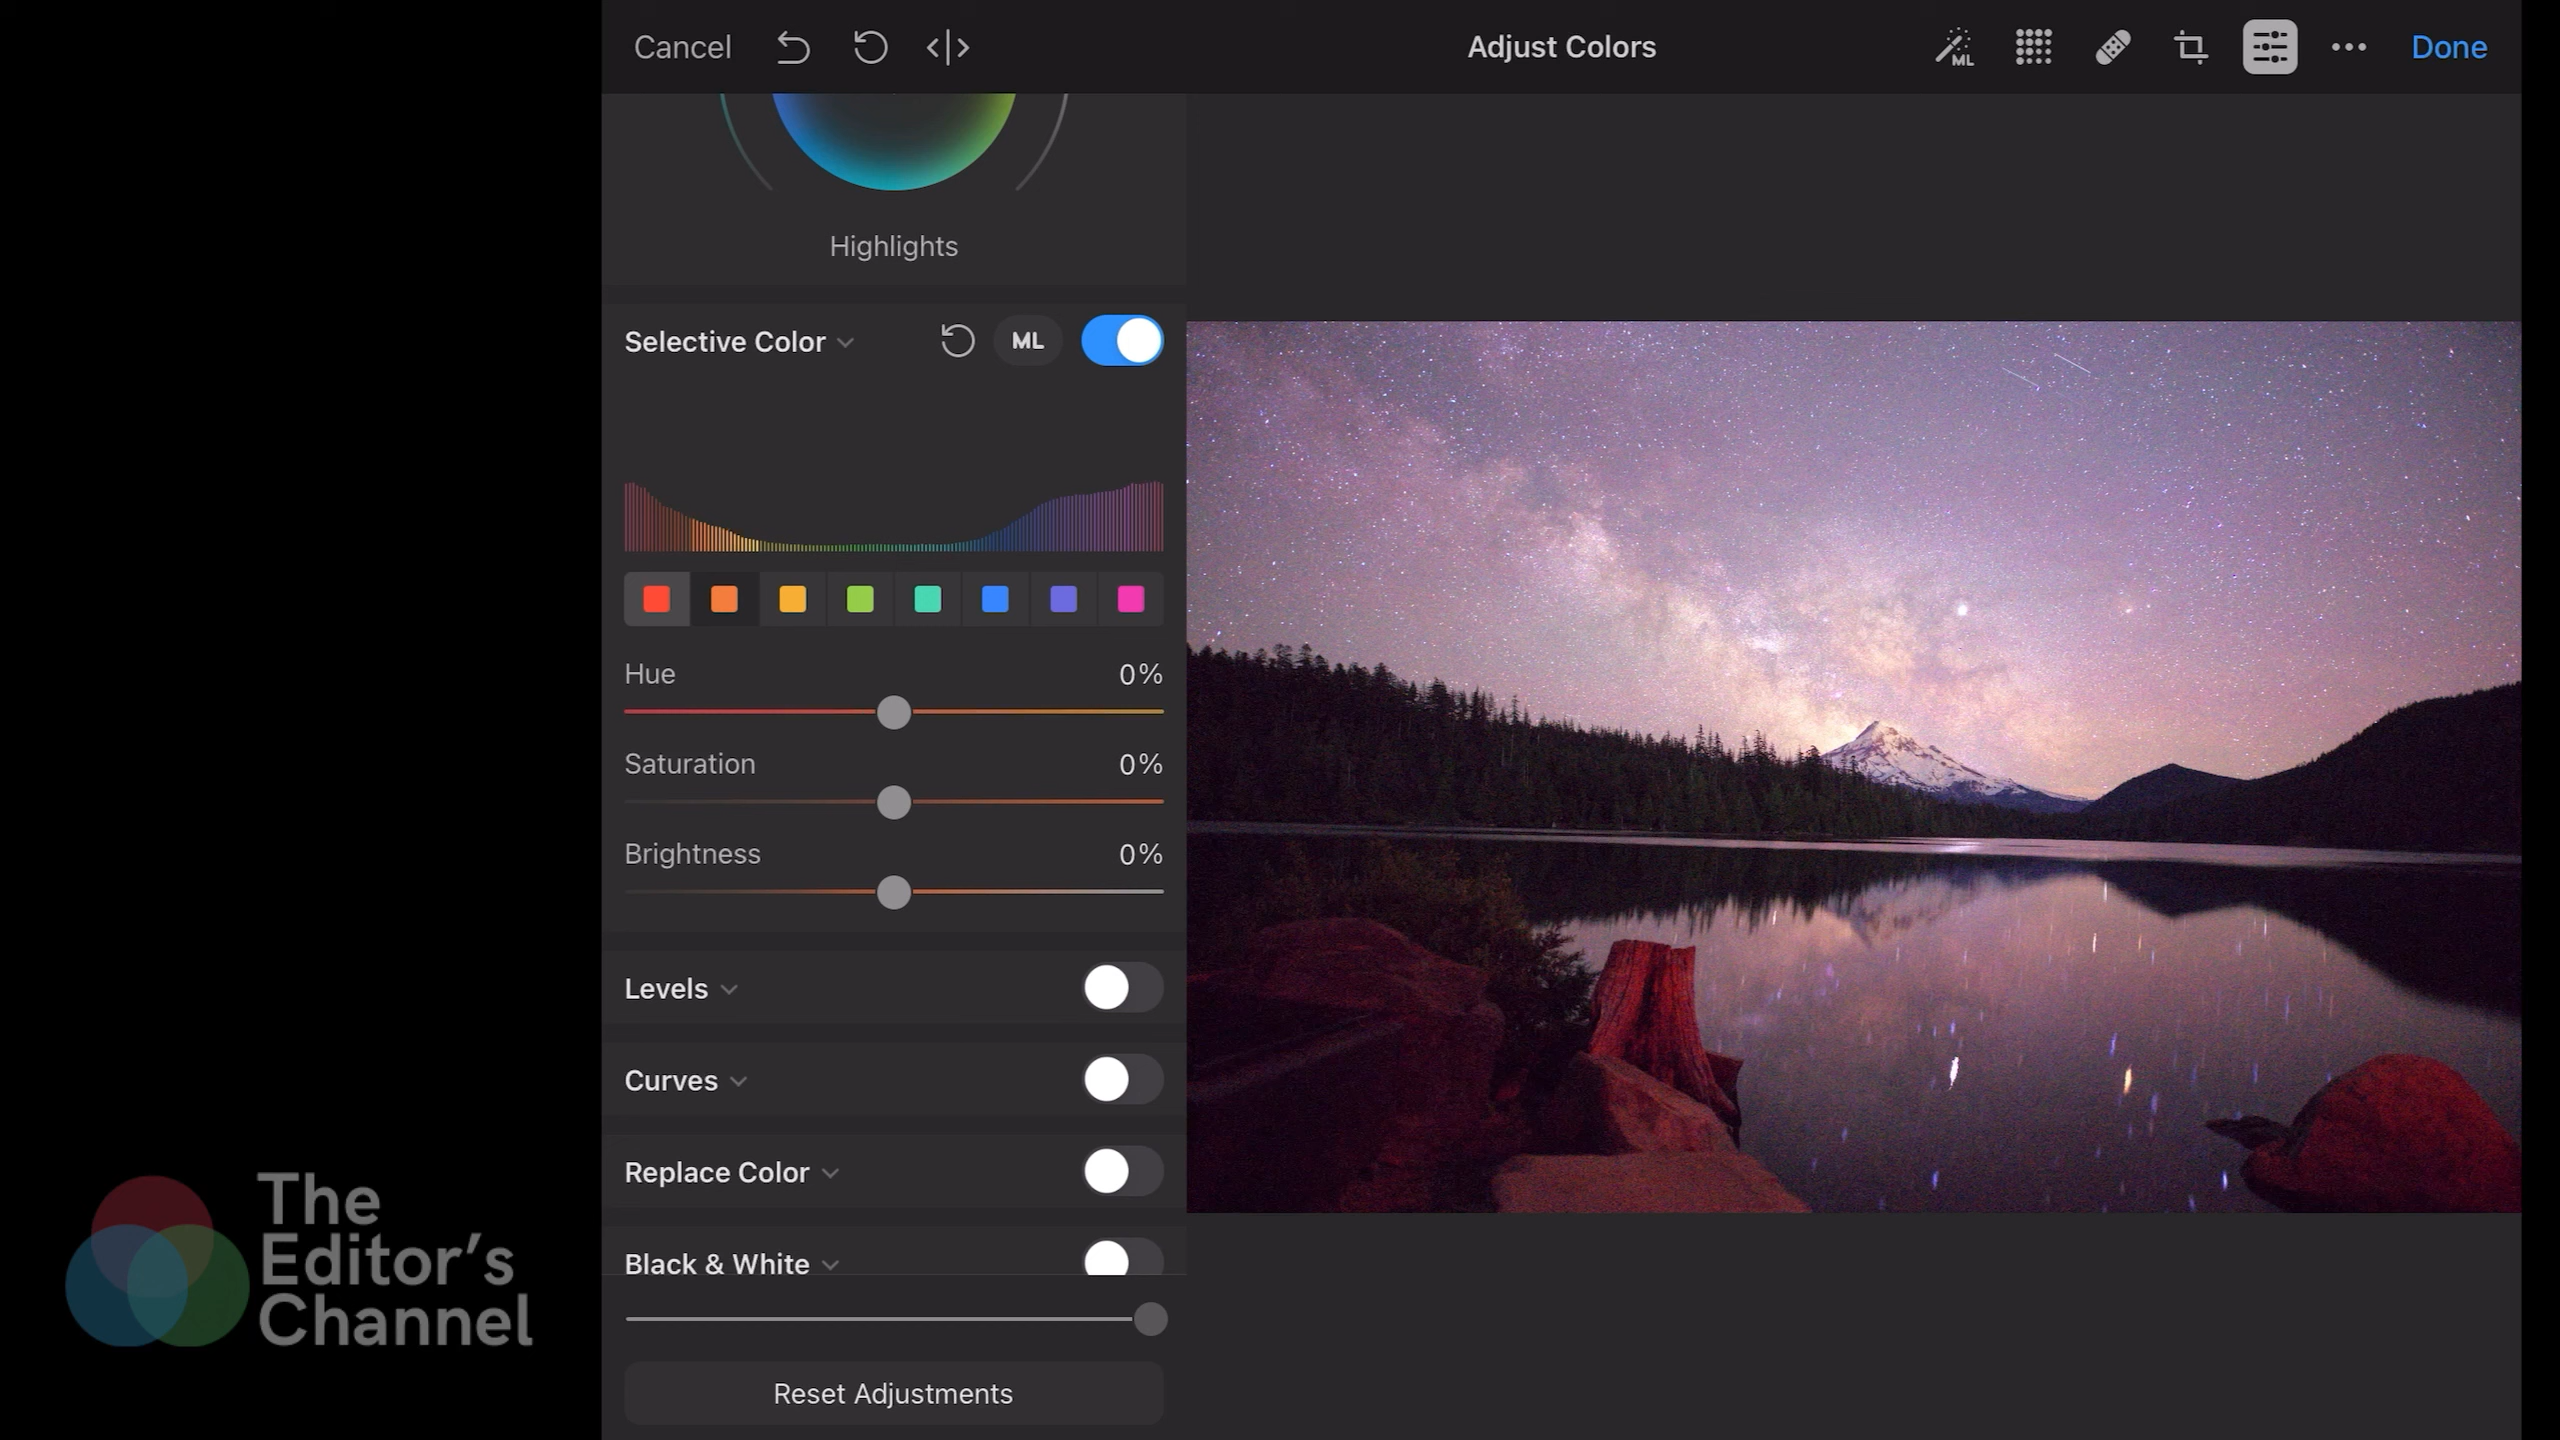 Cancel
Adjust Colors
ML
Done
Highlights
Selective Color
ML
Hue
0%
Saturation
0%
Brightness
0%
Levels
Curves
Replace Color
Black & White
Reset Adjustments
The
Editor's
Channel